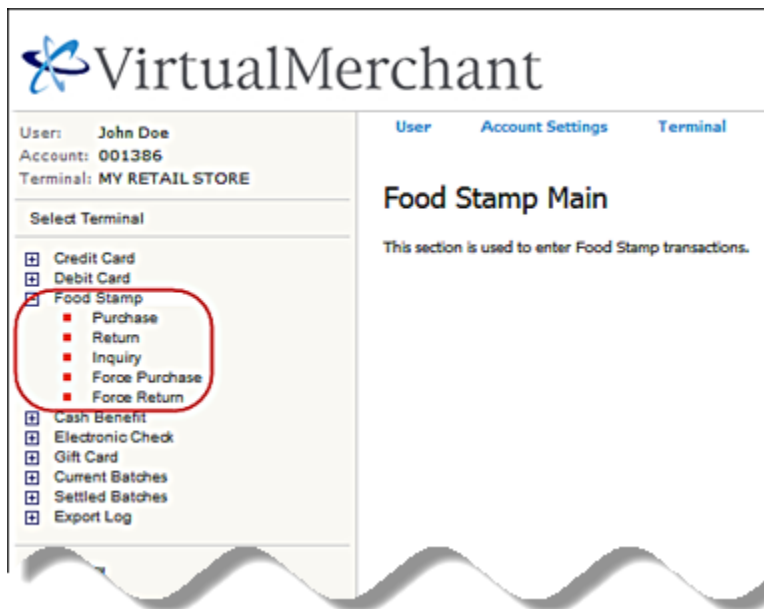 VirtualMerchant
User: John Doe
Account: 001386
Terminal: MY RETAIL STORE
Select Terminal
Credit Card
Debit Card
Food Stamp
Purchase
Return
Inquiry
Force Purchase
Force Return
Cash Benefit
Electronic Check
Gift Card
Current Batches
Settled Batches
Export Log
User Account Settings Terminal
Food Stamp Main
This section is used to enter Food Stamp transactions.